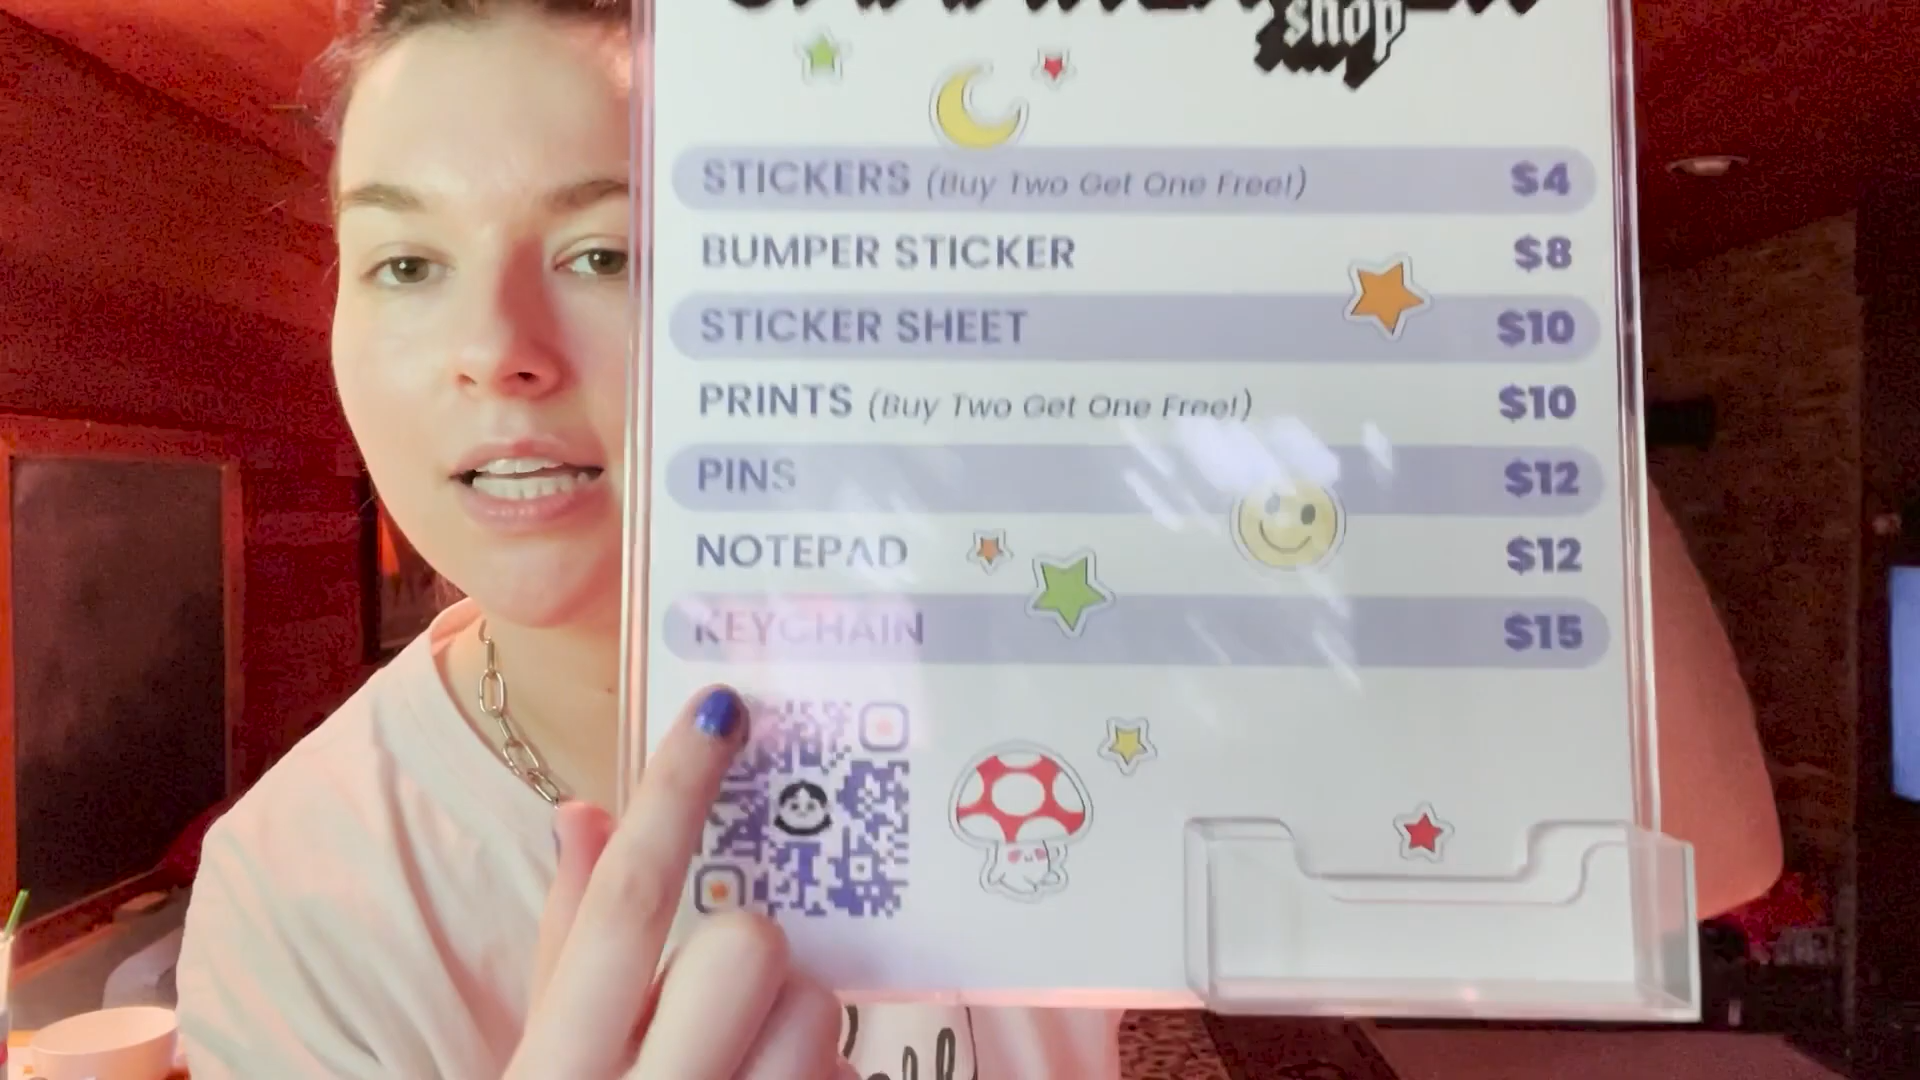 shop
STICKERS (Buy Two Get One Free!) $4
BUMPER STICKER $8
STICKER SHEET $10
PRINTS (Buy Two Get One Free!) $10
PINS $12
NOTEPAD $12
KEYCHAIN $15